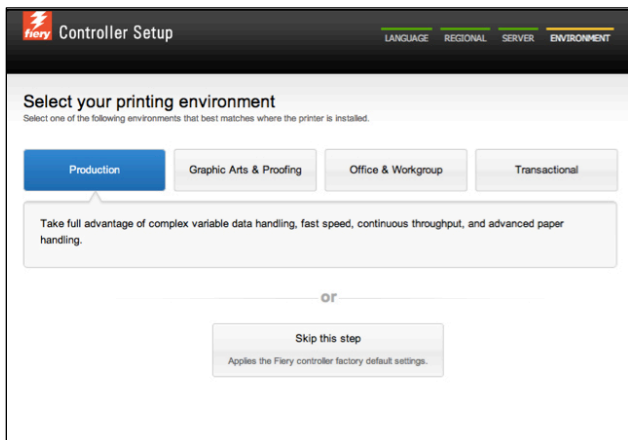 fiery Controller Setup
LANGUAGE REGIONAL SERVER ENVIRONMENT
Select your printing environment
Select one of the following environments that best matches where the printer is installed.
Production Graphic Arts & Proofing Office & Workgroup Transactional
Take full advantage of complex variable data handling, fast speed, continuous throughput, and advanced paper
handling.
or
Skip this step
Applies the Fiery controller factory default settings.